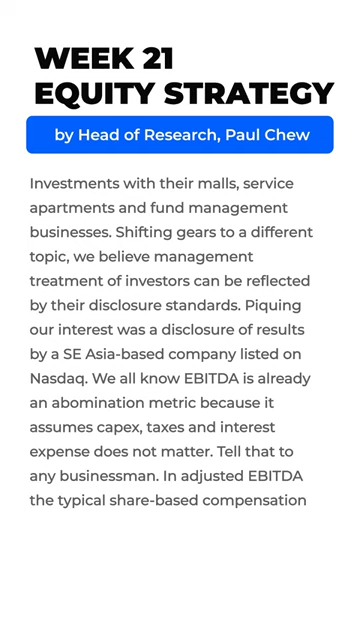 WEEK 21
EQUITY STRATEGY
by Head of Research, Paul Chew
Investments with their malls, service
apartments and fund management
businesses. Shifting gears to a different
topic, we believe management
treatment of investors can be reflected
by their disclosure standards. Piquing
our interest was a disclosure of results
by a SE Asia-based company listed on
Nasdaq. We all know EBITDA is already
an abomination metric because it
assumes capex, taxes and interest
expense does not matter. Tell that to
any businessman. In adjusted EBITDA
the typical share-based compensation